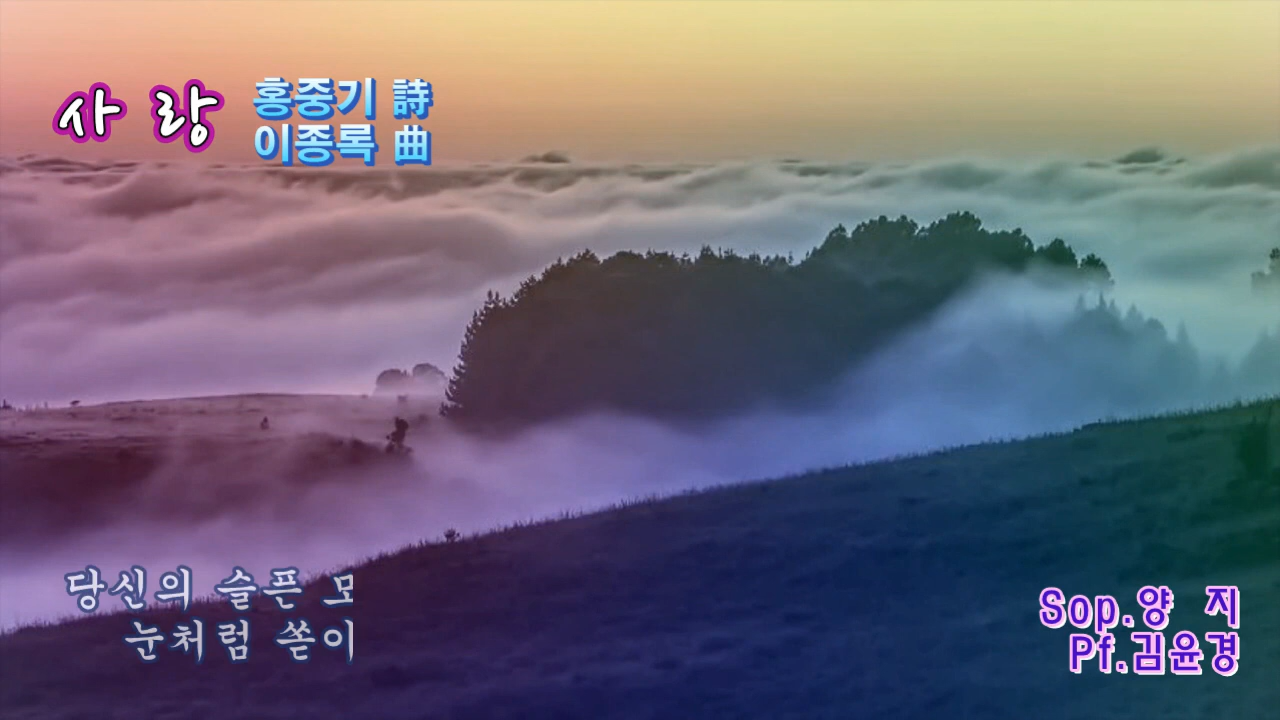 사 랑
홍중기 詩
이종록 曲
당신의 슬픈
눈처럼
Sop.양 지
Pf.김윤경